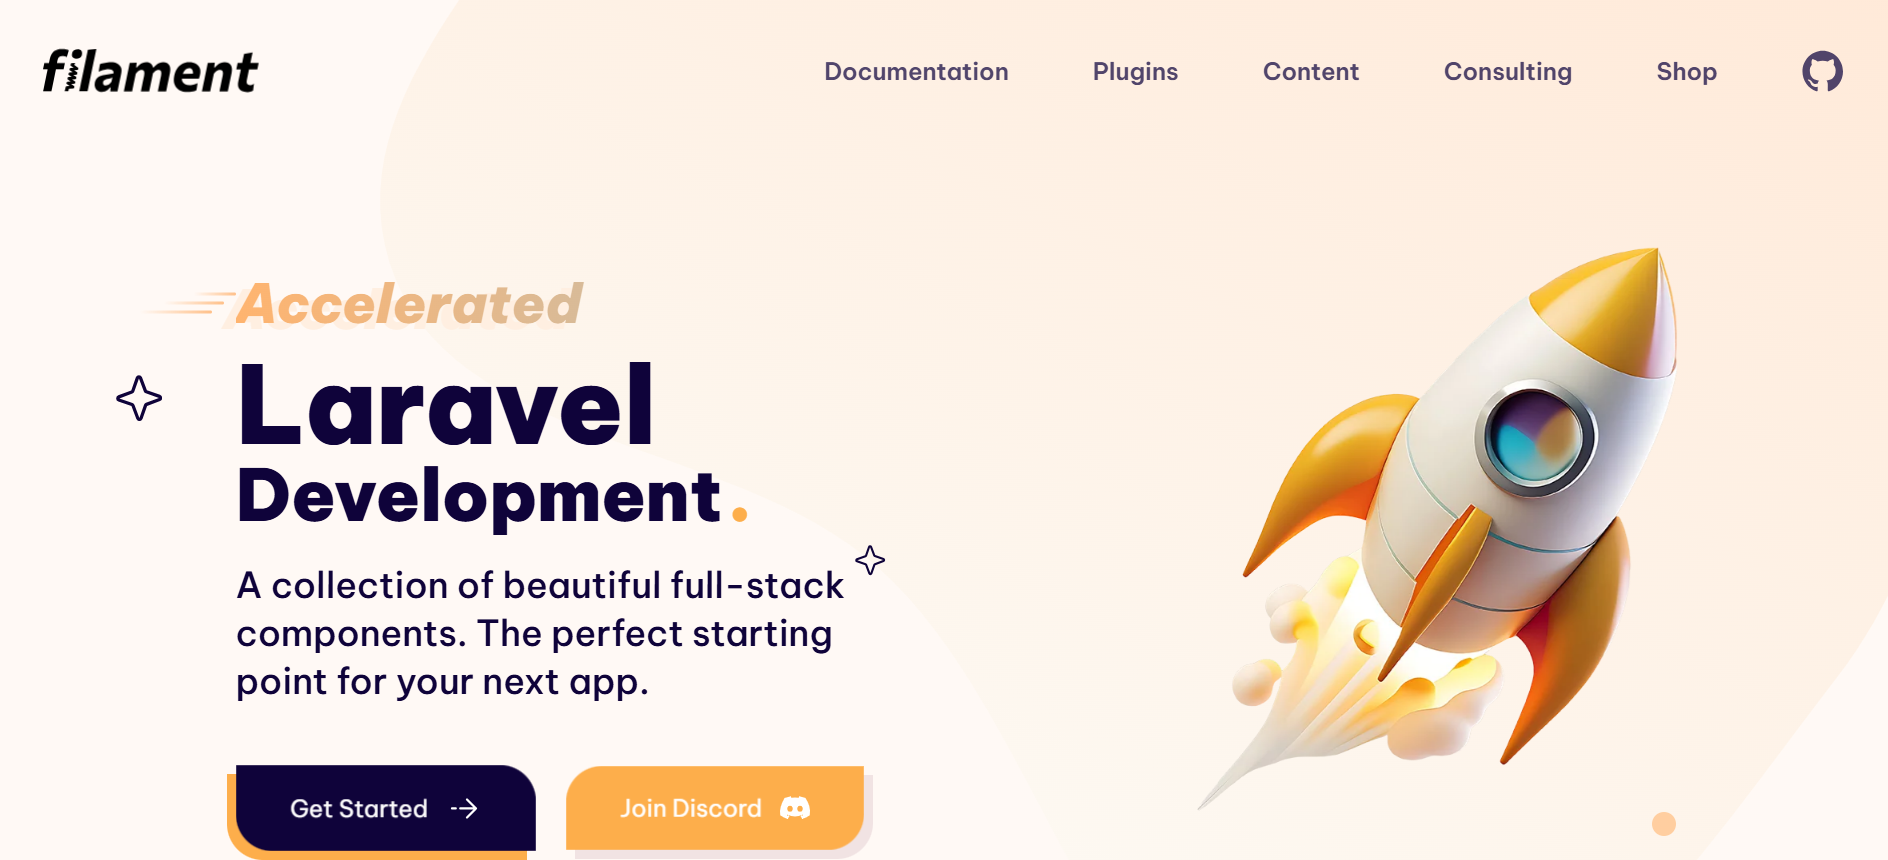 filament
Documentation Plugins Content Consulting Shop
Accelerated
Laravel
Development.
A collection of beautiful full-stack
components. The perfect starting
point for your next app.
Get Started
Join Discord